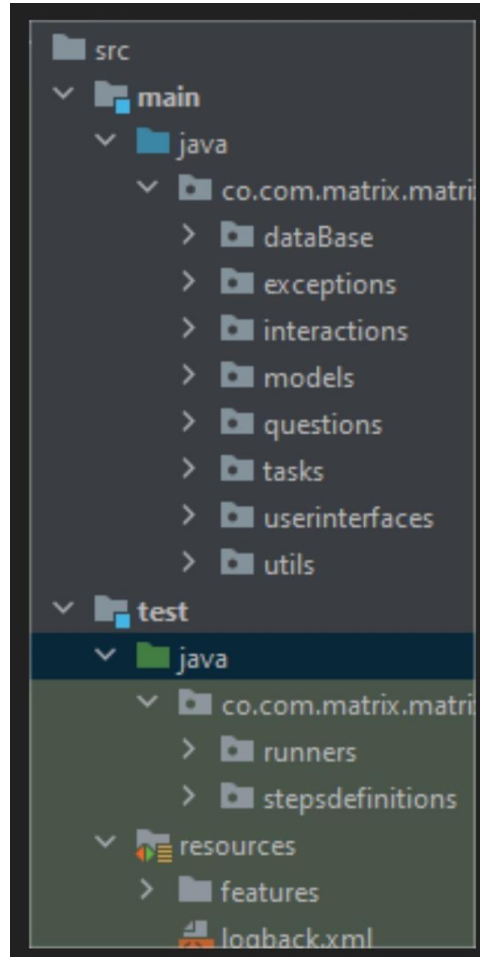 src
main
java
co.com.matrix.matri
dataBase
exceptions
interactions
models
questions
tasks
userinterfaces
utils
test
java
co.com.matrix.matri
runners
stepsdefinitions
resources
features
logback.xml